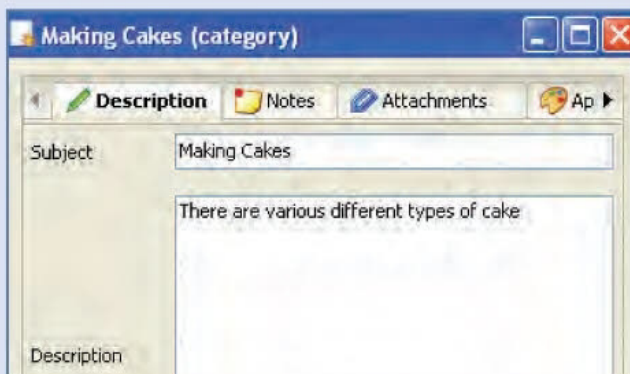 Making Cakes (category)
Description Notes Attachments Ap
Subject Making Cakes
There are various different types of cake
Description